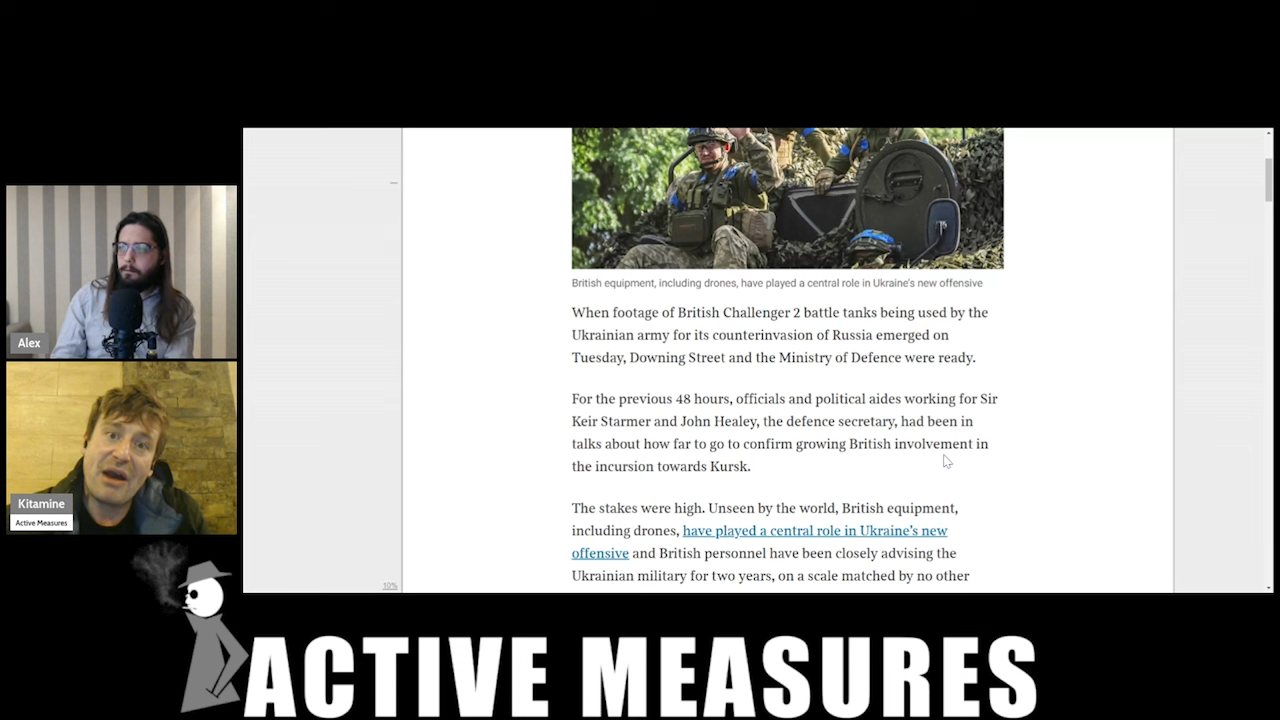 Alex
Kitamine
Active Measures
British equipment, including drones, have played a central role in Ukraine's new offensive
When footage of British Challenger 2 battle tanks being used by the
Ukrainian army for its counterinvasion of Russia emerged on
Tuesday, Downing Street and the Ministry of Defence were ready.
For the previous 48 hours, officials and political aides working for Sir
Keir Starmer and John Healey, the defence secretary, had been in
talks about how far to go to confirm growing British involvement in
the incursion towards Kursk.
The stakes were high. Unseen by the world, British equipment,
including drones, have played a central role in Ukraine's new
offensive and British personnel have been closely advising the
Ukrainian military for two years, on a scale matched by no other
10%
ACTIVE MEASURES